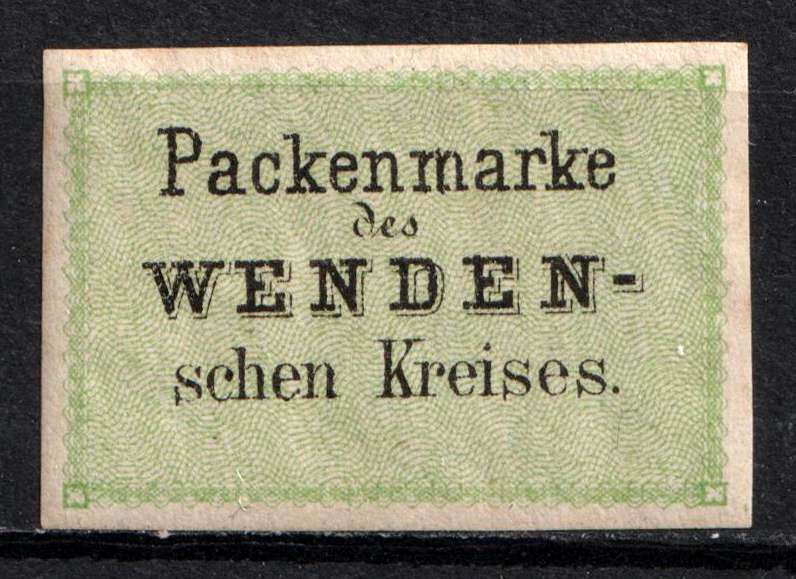 Packenmarke
des
WENDEN-
schen Kreises.